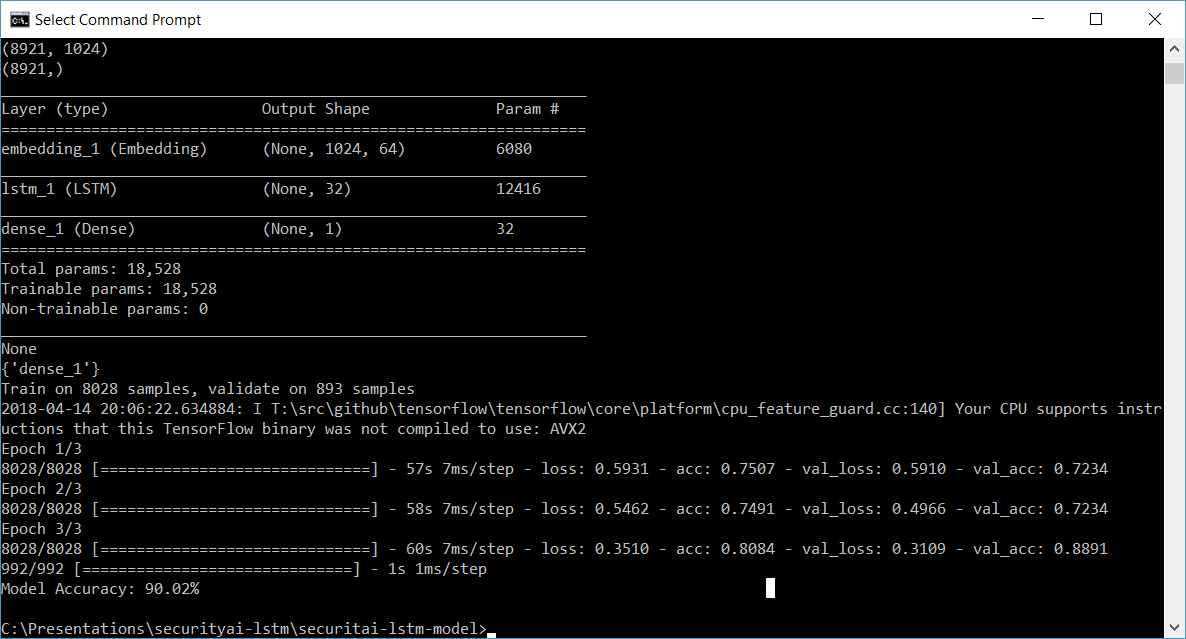 Select Command Prompt
(8921, 1024)
(8921,)
_________________________________________________________________
Layer (type)                 Output Shape              Param #
=================================================================
embedding_1 (Embedding)      (None, 1024, 64)          6080
_________________________________________________________________
lstm_1 (LSTM)                (None, 32)                12416
_________________________________________________________________
dense_1 (Dense)              (None, 1)                 32
=================================================================
Total params: 18,528
Trainable params: 18,528
Non-trainable params: 0
_________________________________________________________________
None
{'dense_1'}
Train on 8028 samples, validate on 893 samples
2018-04-14 20:06:22.634884: I T:\src\github\tensorflow\tensorflow\core\platform\cpu_feature_guard.cc:140] Your CPU supports instr
uctions that this TensorFlow binary was not compiled to use: AVX2
Epoch 1/3
8028/8028 [==============================] - 57s 7ms/step - loss: 0.5931 - acc: 0.7507 - val_loss: 0.5910 - val_acc: 0.7234
Epoch 2/3
8028/8028 [==============================] - 58s 7ms/step - loss: 0.5462 - acc: 0.7491 - val_loss: 0.4966 - val_acc: 0.7234
Epoch 3/3
8028/8028 [==============================] - 60s 7ms/step - loss: 0.3510 - acc: 0.8084 - val_loss: 0.3109 - val_acc: 0.8891
992/992 [==============================] - 1s 1ms/step
Model Accuracy: 90.02%
C:\Presentations\securityai-lstm\securitai-lstm-model>